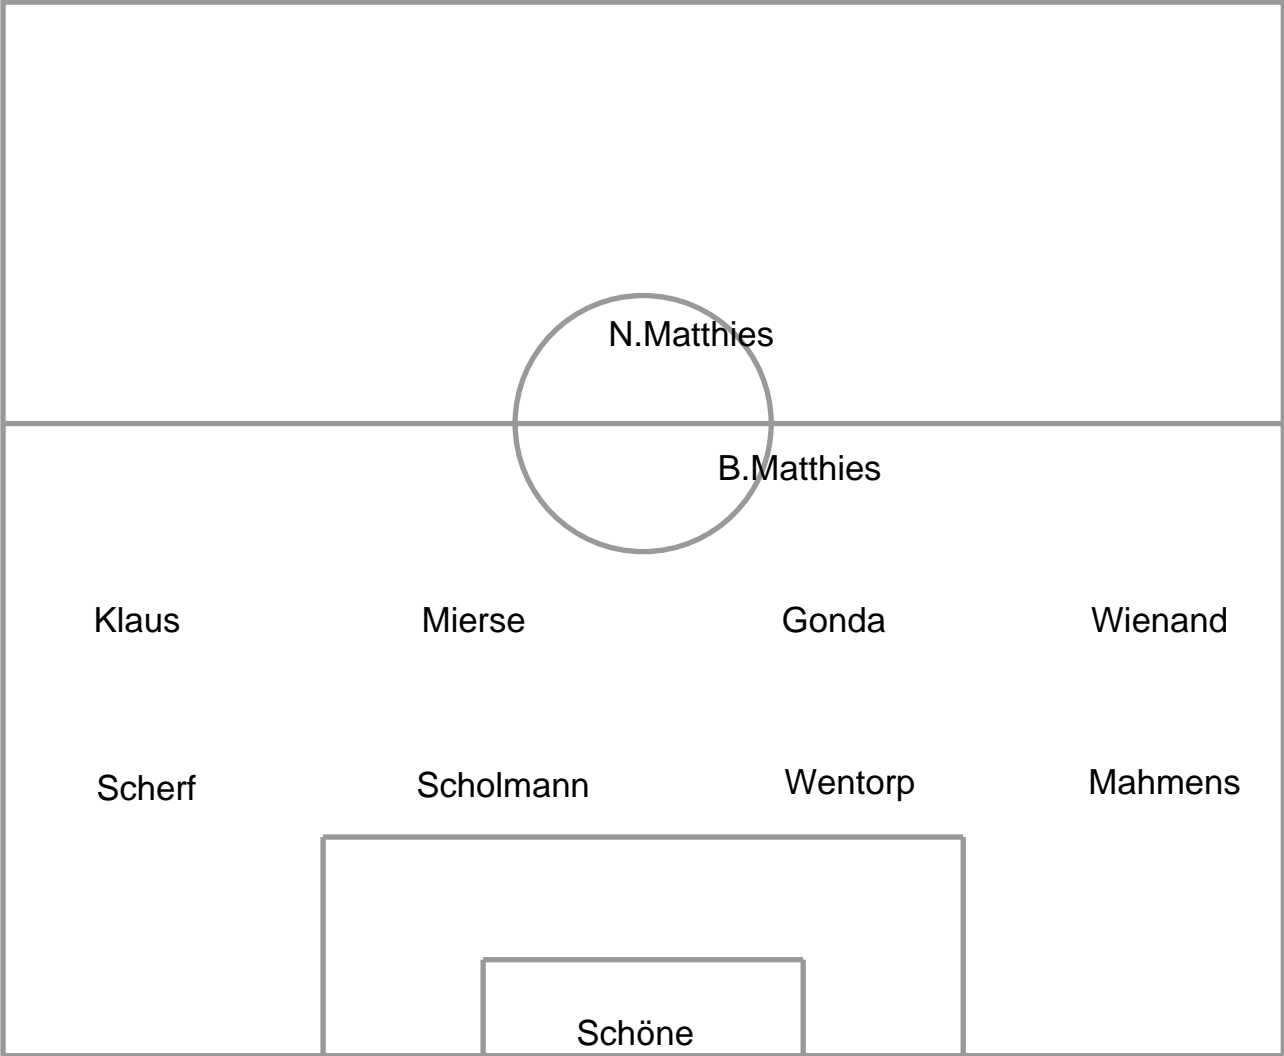 N.Matthies
B.Matthies
Klaus Mierse Gonda Wienand
Scherf Scholmann Wentorp Mahmens
Schöne